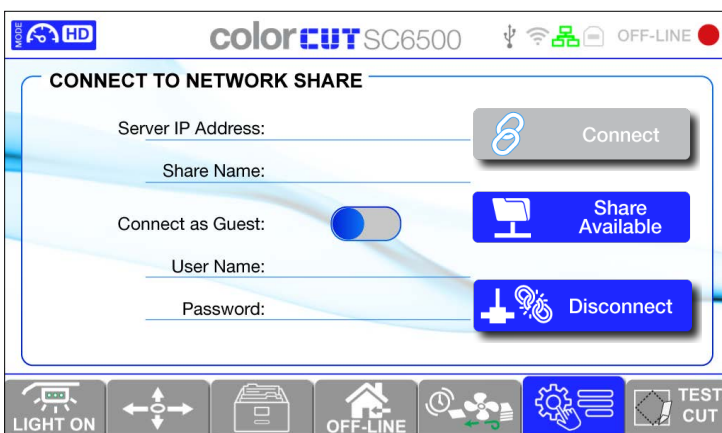 MODE HD colorCUT SC6500 OFF-LINE
CONNECT TO NETWORK SHARE
Server IP Address:
Connect
Share Name:
Share
Available
Connect as Guest:
User Name:
Password:
Disconnect
LIGHT ON
OFF-LINE
TEST
CUT